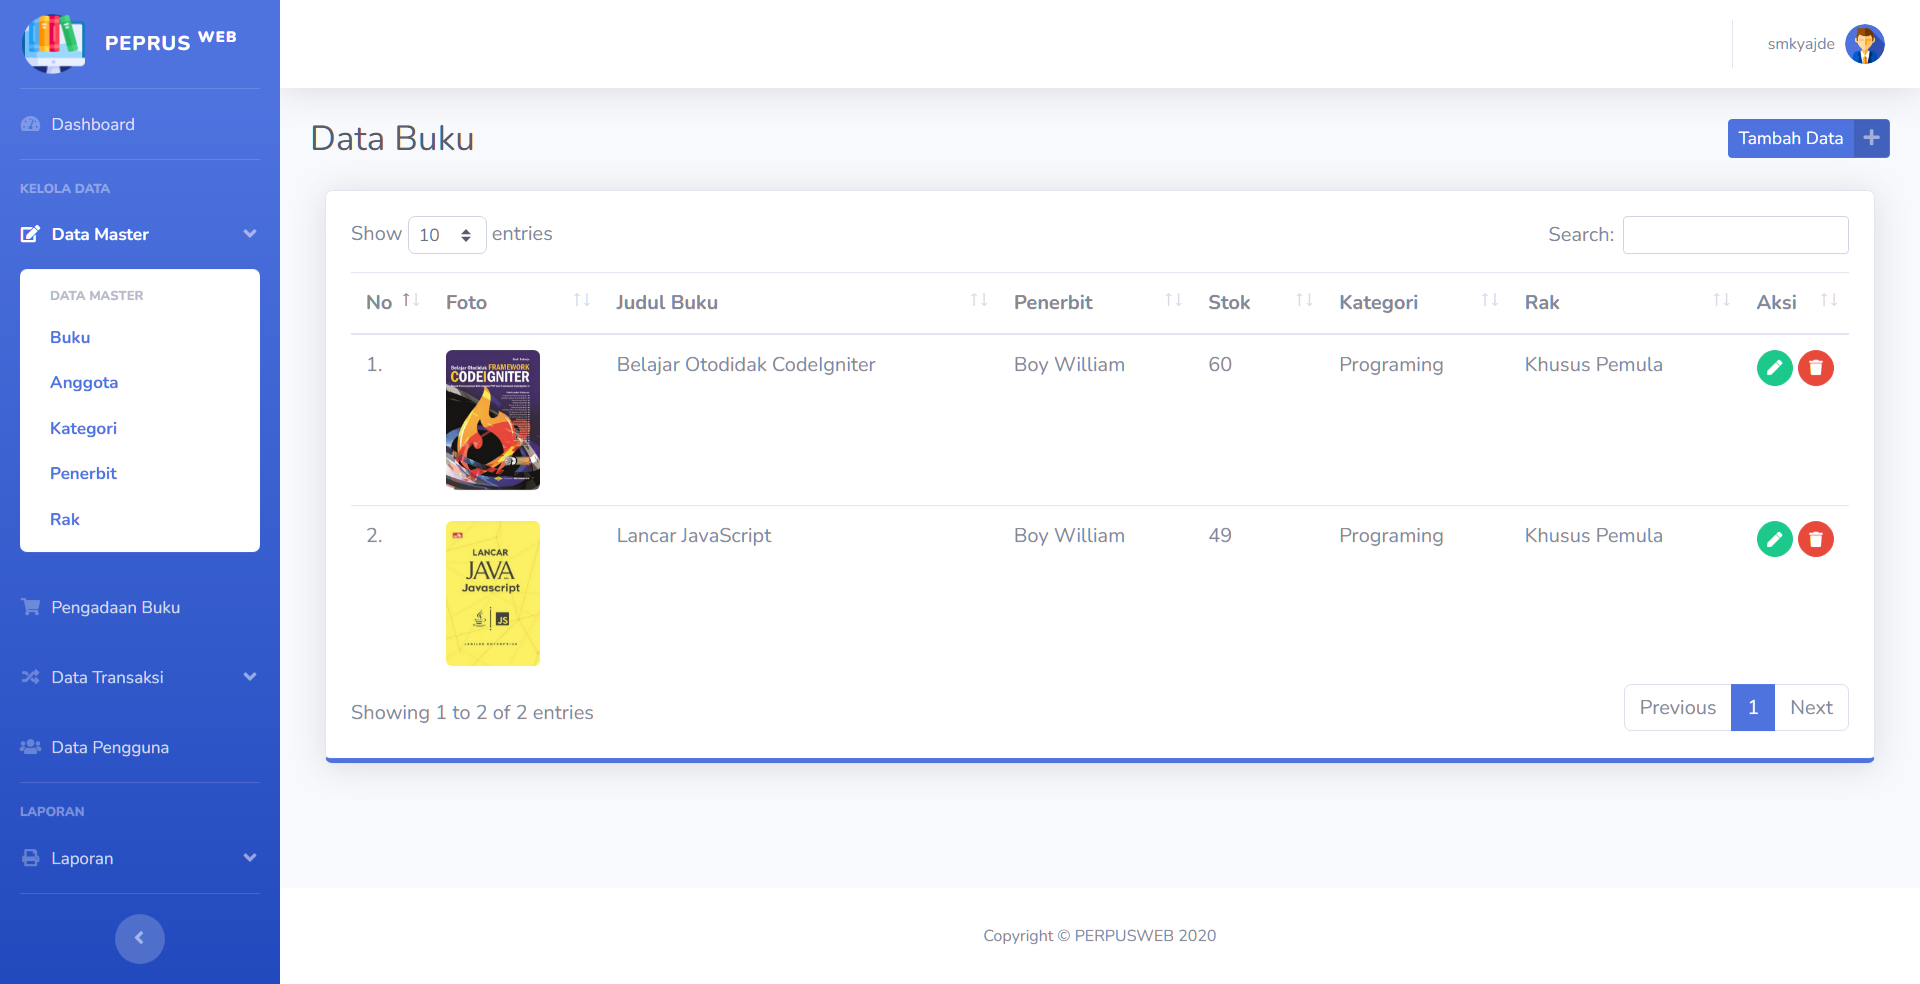 PEPRUS WEB
smkyajde
Dashboard
KELOLA DATA
Data Master
DATA MASTER
Buku
Anggota
Kategori
Penerbit
Rak
Pengadaan Buku
Data Transaksi
Data Pengguna
LAPORAN
Laporan
Data Buku
Tambah Data
Show 10 entries
Search:
No Foto Judul Buku Penerbit Stok Kategori Rak Aksi
1. Belajar Otodidak CodeIgniter Boy William 60 Programing Khusus Pemula
Belajar Otodidak FRAMEWORK
CODEIGNITER
2. Lancar JavaScript Boy William 49 Programing Khusus Pemula
LANCAR
JAVA
Javascript
JS
Showing 1 to 2 of 2 entries
Previous 1 Next
Copyright © PERPUSWEB 2020